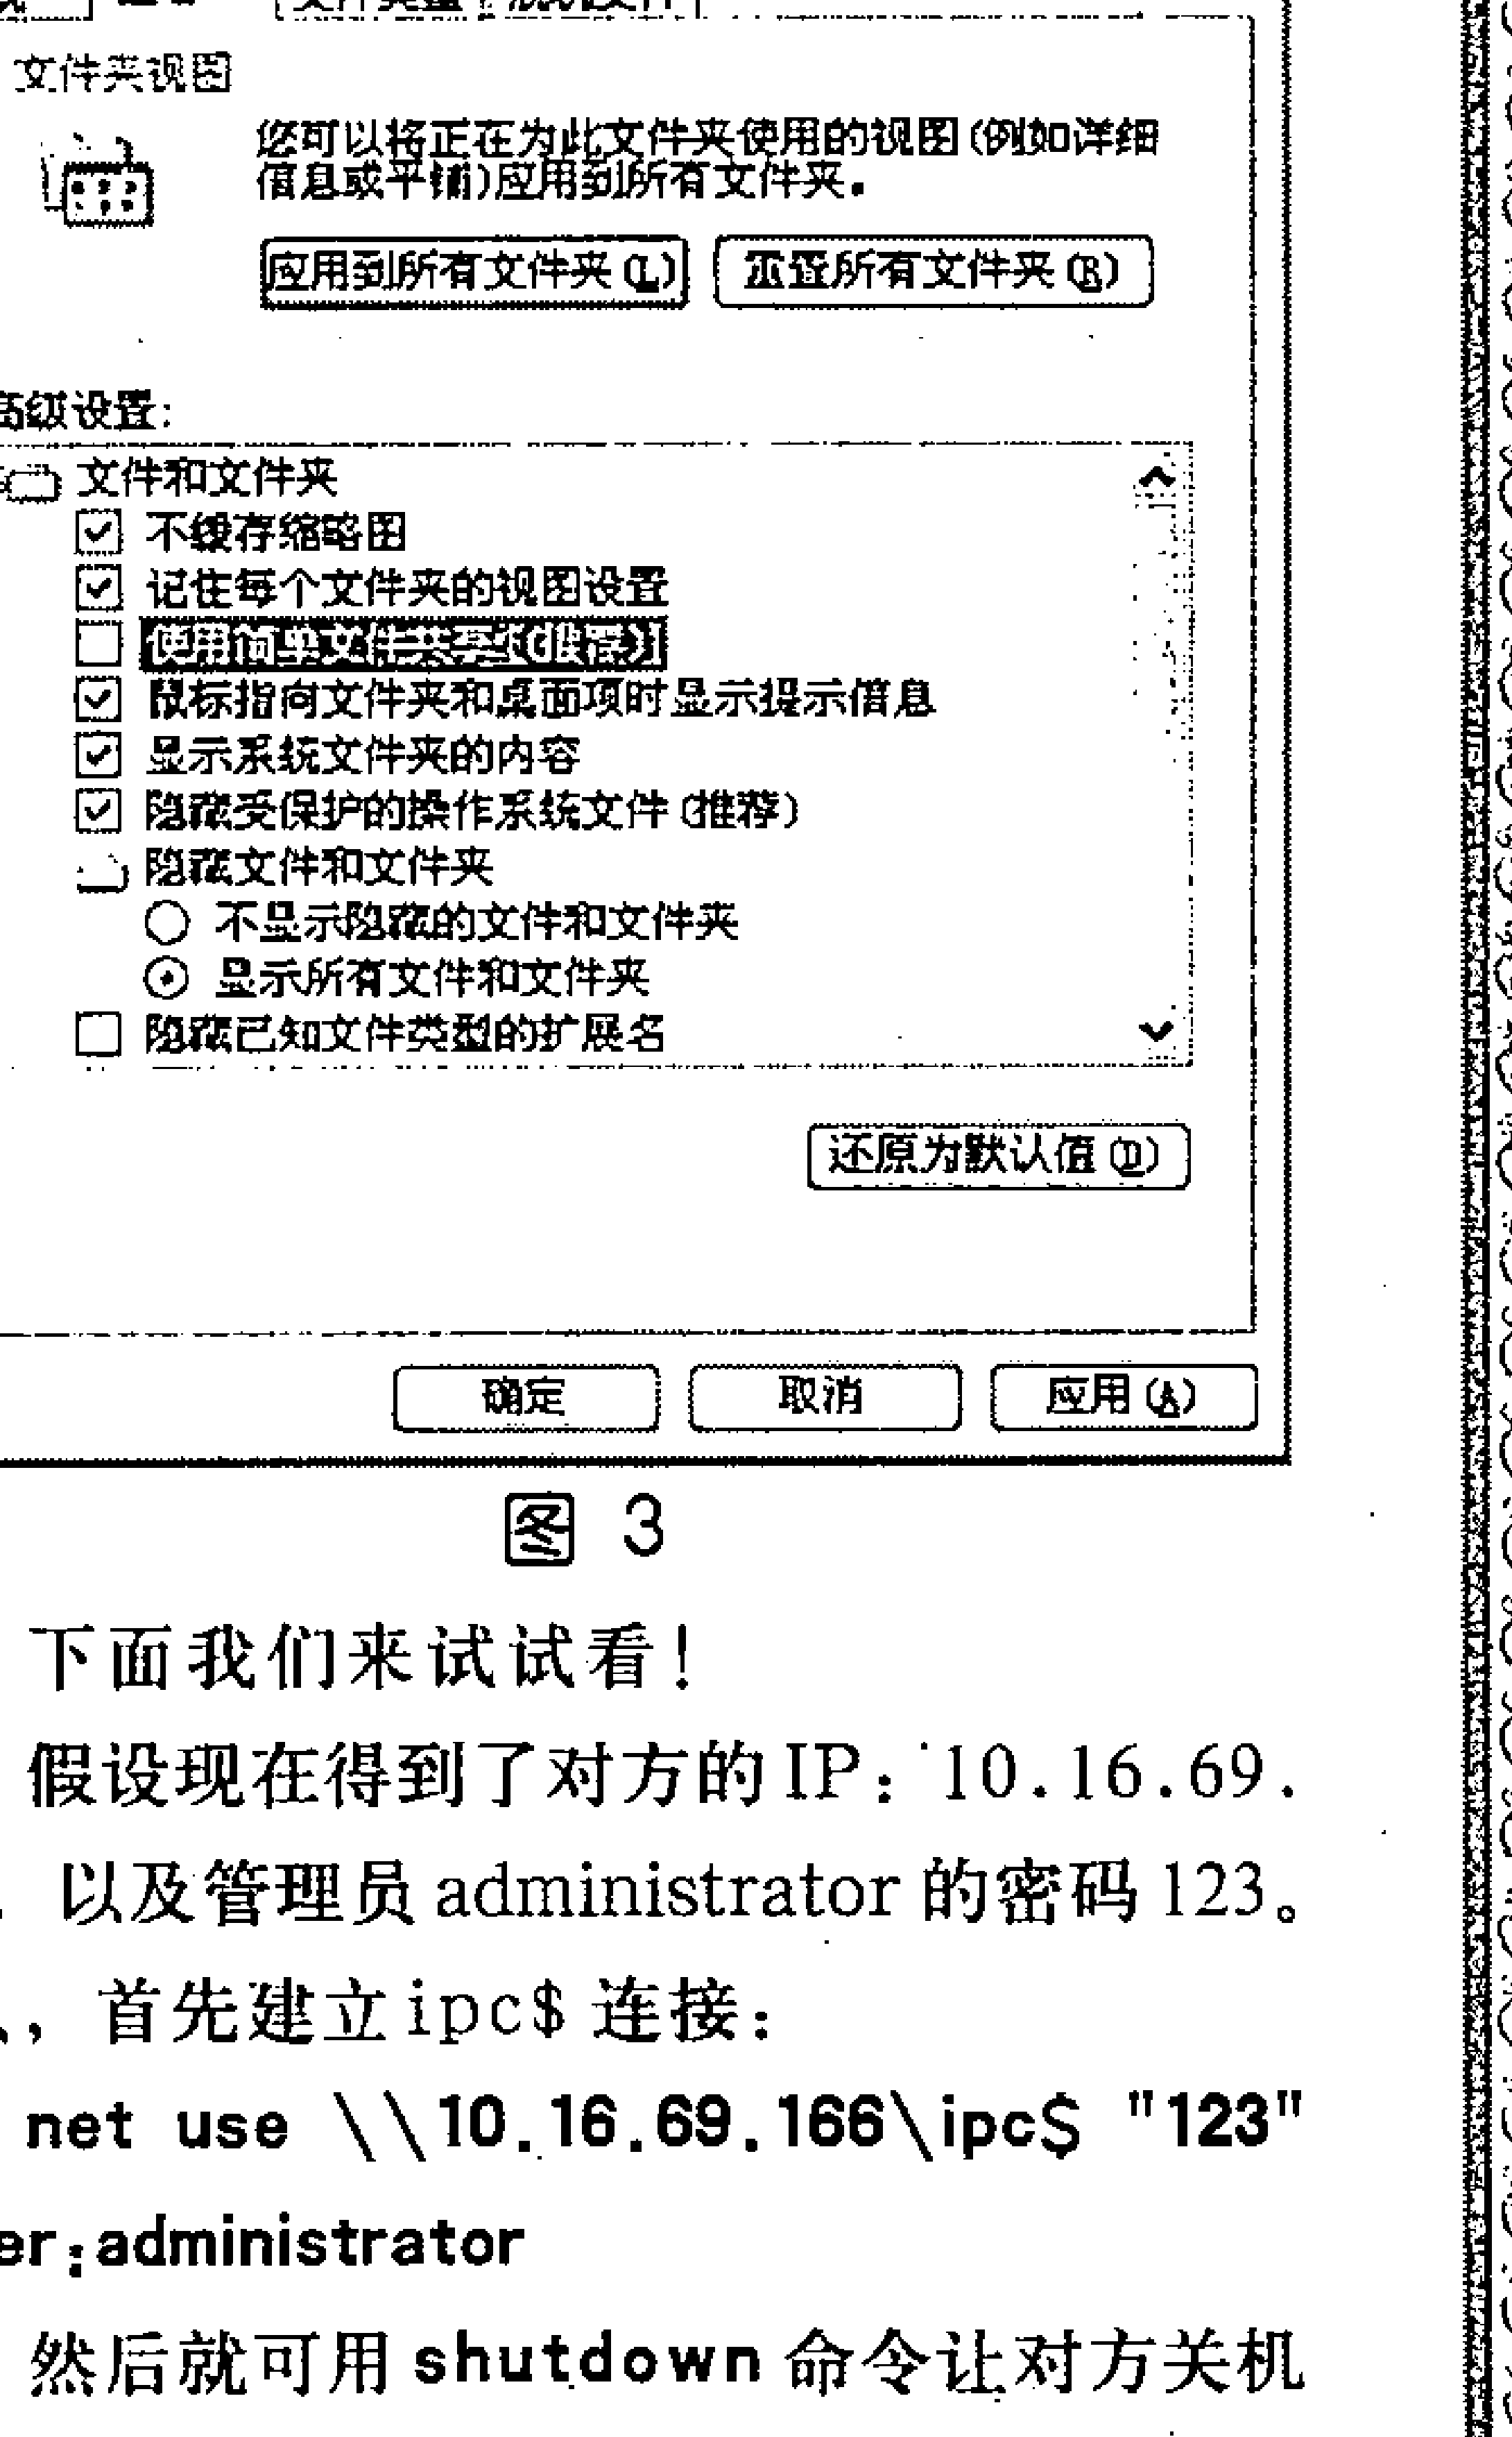 文件夹视图
您可以将正在为此文件夹使用的视图(例如详细
信息或平铺)应用到所有文件夹。
应用到所有文件夹(L) 重置所有文件夹(R)
高级设置:
文件和文件夹
不缓存缩略图
记住每个文件夹的视图设置
使用简单文件共享(推荐)
鼠标指向文件夹和桌面项时显示提示信息
显示系统文件夹的内容
隐藏受保护的操作系统文件(推荐)
隐藏文件和文件夹
不显示隐藏的文件和文件夹
显示所有文件和文件夹
隐藏已知文件类型的扩展名
还原为默认值(D)
确定 取消 应用(A)
图 3
下面我们来试试看!
假设现在得到了对方的IP: 10.16.69.
以及管理员administrator的密码123。
,首先建立ipc$连接:
net use \\10.16.69.166\ipc$ "123"
er:administrator
然后就可用shutdown命令让对方关机